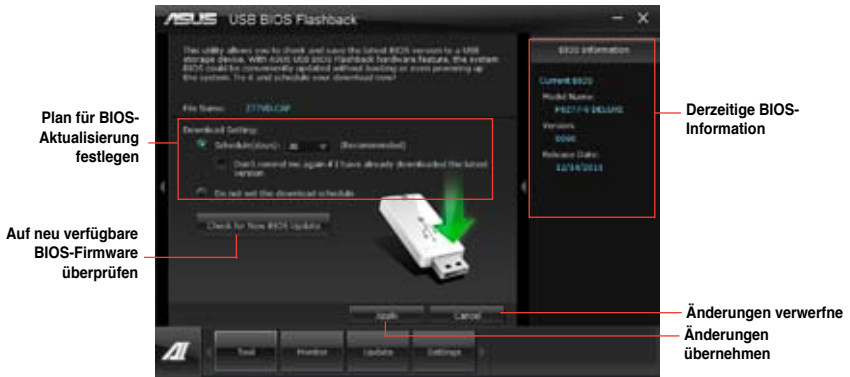 ASUS USB BIOS Flashback
This utility allows you to check and save the latest BIOS version to a USB
storage device. With ASUS USB BIOS Flashback hardware feature, the system
BIOS could be conveniently updated without booting or even powering up
the system. Try it and schedule your download now!
File Name: Z77VD.CAP
Download Setting:
Schedule(days): (Recommended)
Don't remind me again if I have already downloaded the latest
version
Do not set the download schedule
Check for New BIOS Update
Apply Cancel
Tool Monitor Update Settings
BIOS Information
Current BIOS
Model Name:
Version:
Release Date:
Plan für BIOS-
Aktualisierung
festlegen
Auf neu verfügbare
BIOS-Firmware
überprüfen
Derzeitige BIOS-
Information
Änderungen verwerfne
Änderungen
übernehmen